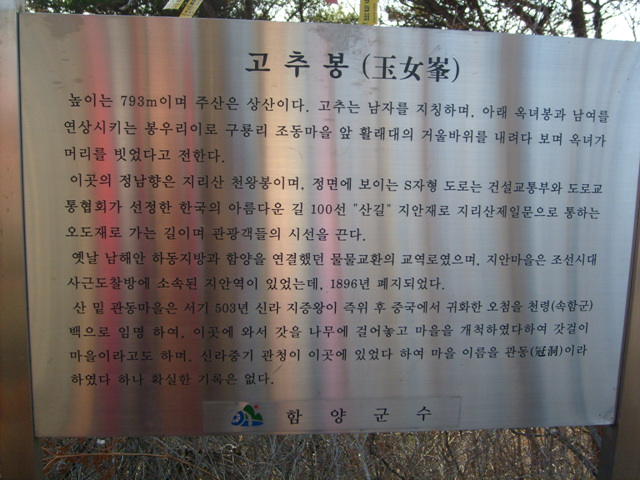 고추봉 (玉女峯)
높이는 793m이며 주산은 상산이다. 고추는 남자를 지칭하며, 아래 옥녀봉과 남여를
연상시키는 봉우리이로 구룡리 조동마을 앞 활래대의 거울바위를 내려다 보며 옥녀가
머리를 빗었다고 전한다.
이곳의 정남향은 지리산 천왕봉이며, 정면에 보이는 S자형 도로는 건설교통부와 도로교
통협회가 선정한 한국의 아름다운 길 100선 "산길" 지안재로 지리산제일문으로 통하는
오도재로 가는 길이며 관광객들의 시선을 끈다.
옛날 남해안 하동지방과 함양을 연결했던 물물교환의 교역로였으며, 지안마을은 조선시대
사근도찰방에 소속된 지안역이 있었는데, 1896년 폐지되었다.
산 밑 관동마을은 서기 503년 신라 지증왕이 즉위 후 중국에서 귀화한 오첨을 천령(속함군)
백으로 임명 하여, 이곳에 와서 갓을 나무에 걸어놓고 마을을 개척하였다하여 갓걸이
마을이라고도 하며, 신라중기 관청이 이곳에 있었다 하여 마을 이름을 관동(冠洞)이라
하였다 하나 확실한 기록은 없다.
함양군수